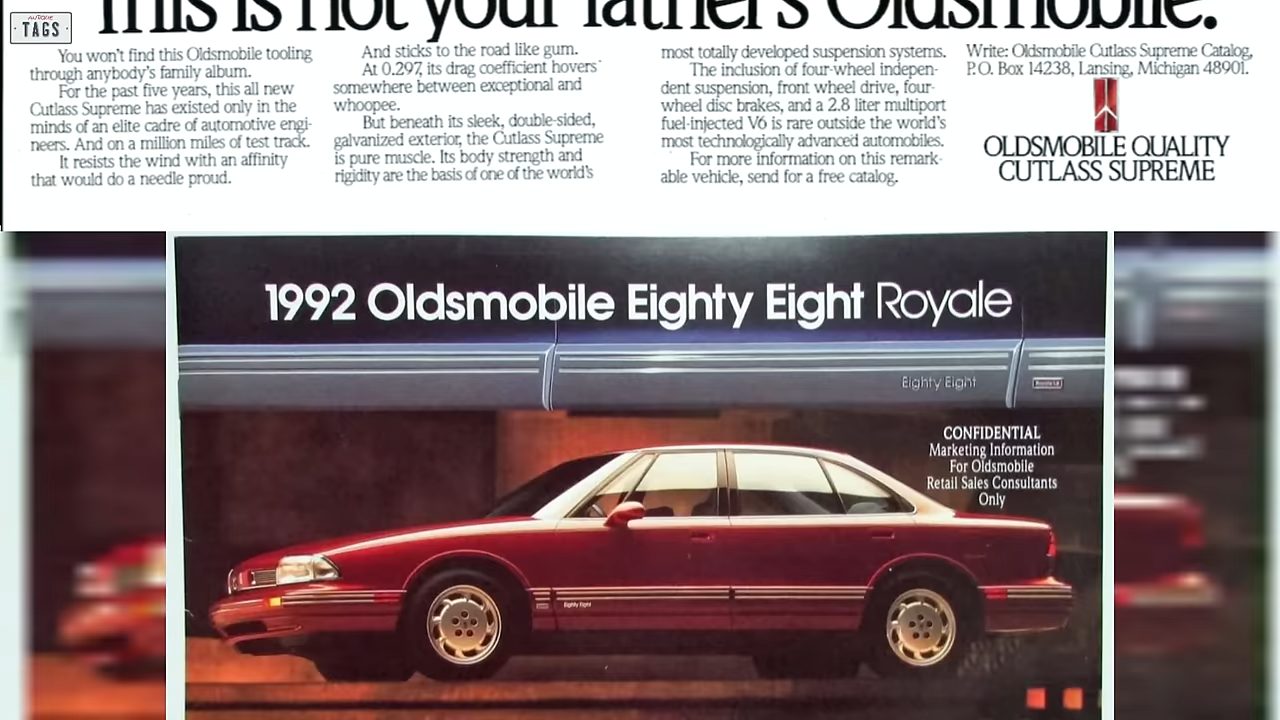 ANTIQUE
TAGS
This is not your father's Oldsmobile.
You won't find this Oldsmobile tooling
through anybody's family album.
For the past five years, this all new
Cutlass Supreme has existed only in the
minds of an elite cadre of automotive engi-
neers. And on a million miles of test track.
It resists the wind with an affinity
that would do a needle proud.
And sticks to the road like gum.
At 0.297, its drag coefficient hovers
somewhere between exceptional and
whoopee.
But beneath its sleek, double-sided,
galvanized exterior, the Cutlass Supreme
is pure muscle. Its body strength and
rigidity are the basis of one of the world's
most totally developed suspension systems.
The inclusion of four-wheel indepen-
dent suspension, front wheel drive, four-
wheel disc brakes, and a 2.8 liter multiport
fuel-injected V6 is rare outside the world's
most technologically advanced automobiles.
For more information on this remark-
able vehicle, send for a free catalog.
Write: Oldsmobile Cutlass Supreme Catalog,
P.O. Box 14238, Lansing, Michigan 48901.
OLDSMOBILE QUALITY
CUTLASS SUPREME
1992 Oldsmobile Eighty Eight Royale
Eighty Eight
CONFIDENTIAL
Marketing Information
For Oldsmobile
Retail Sales Consultants
Only
Eighty Eight